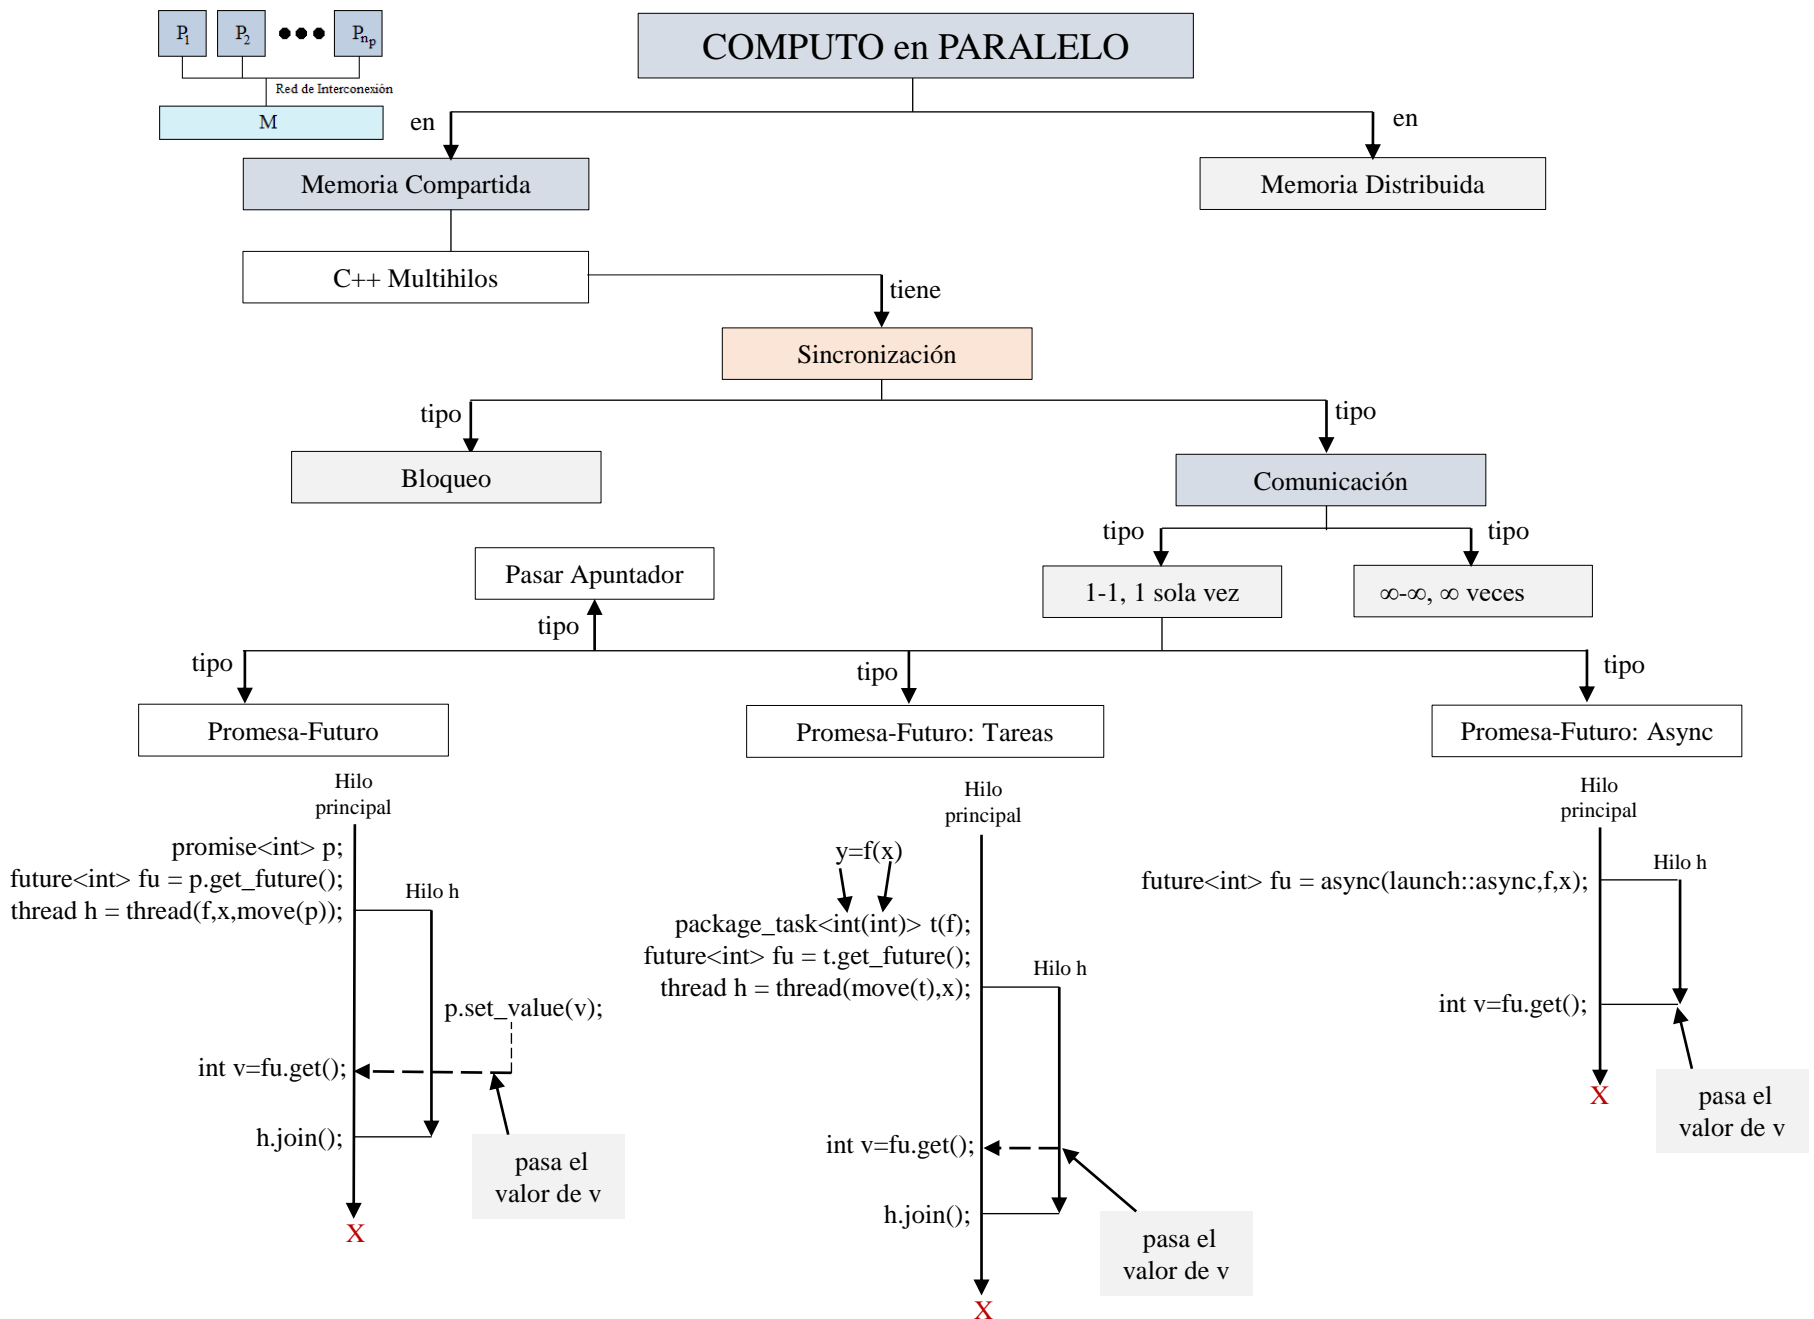 P1
P2
Pnp
Red de Interconexión
M
COMPUTO en PARALELO
en
en
Memoria Compartida
Memoria Distribuida
C++ Multihilos
tiene
Sincronización
tipo
tipo
Bloqueo
Comunicación
tipo
tipo
Pasar Apuntador
1-1, 1 sola vez
∞-∞, ∞ veces
tipo
tipo
tipo
tipo
Promesa-Futuro
Promesa-Futuro: Tareas
Promesa-Futuro: Async
Hilo
principal
promise<int> p;
future<int> fu = p.get_future();
thread h = thread(f,x,move(p));
Hilo h
p.set_value(v);
int v=fu.get();
h.join();
pasa el
valor de v
X
Hilo
principal
y=f(x)
package_task<int(int)> t(f);
future<int> fu = t.get_future();
thread h = thread(move(t),x);
Hilo h
int v=fu.get();
h.join();
pasa el
valor de v
X
Hilo
principal
Hilo h
future<int> fu = async(launch::async,f,x);
int v=fu.get();
X
pasa el
valor de v